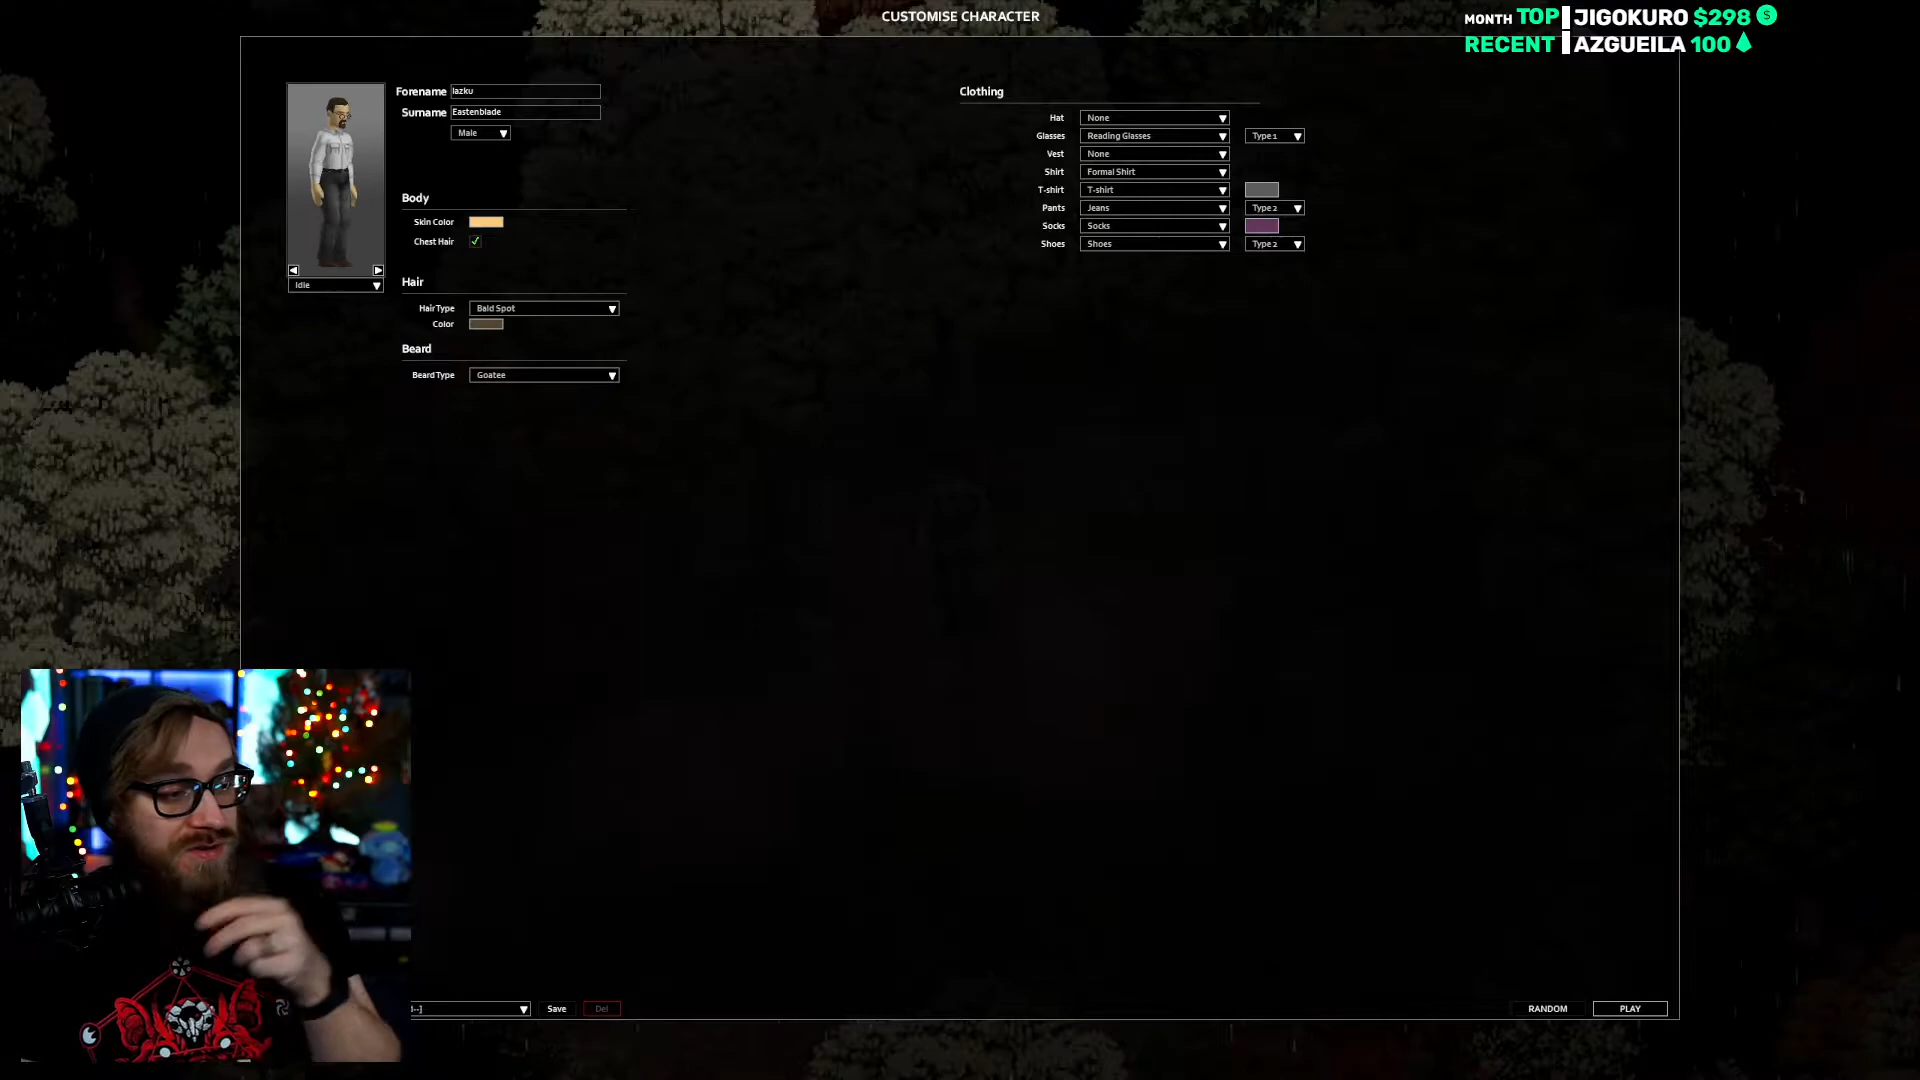 CUSTOMISE CHARACTER
MONTH TOP JIGOKURO $298
RECENT AZGUEILA 100
Forename lazku
Surname Eastenblade
Male
Idle
Body
Skin Color
Chest Hair
Hair
Hair Type Bald Spot
Color
Beard
Beard Type Goatee
Clothing
Hat None
Glasses Reading Glasses Type 1
Vest None
Shirt Formal Shirt
T-shirt T-shirt
Pants Jeans Type 2
Socks Socks
Shoes Shoes Type 2
Save Del
RANDOM PLAY